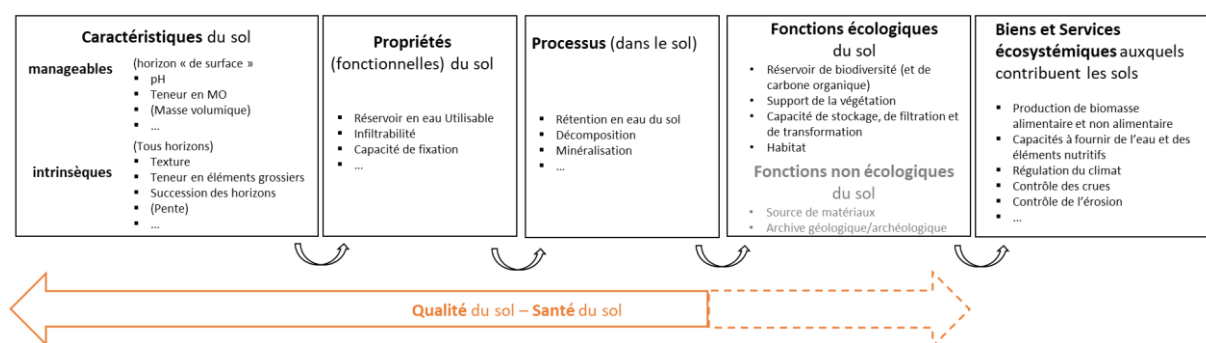 Caractéristiques du sol
manageables
(horizon « de surface »
▪ pH
▪ Teneur en MO
▪ (Masse volumique)
▪ ...
intrinsèques
(Tous horizons)
▪ Texture
▪ Teneur en éléments grossiers
▪ Succession des horizons
▪ (Pente)
▪ ...
Propriétés
(fonctionnelles) du sol
▪ Réservoir en eau Utilisable
▪ Infiltrabilité
▪ Capacité de fixation
▪ ...
Processus (dans le sol)
▪ Rétention en eau du sol
▪ Décomposition
▪ Minéralisation
▪ ...
Fonctions écologiques
du sol
• Réservoir de biodiversité (et de
carbone organique)
• Support de la végétation
• Capacité de stockage, de filtration et
de transformation
• Habitat
Fonctions non écologiques
du sol
• Source de matériaux
• Archive géologique/archéologique
Biens et Services
écosystémiques auxquels
contribuent les sols
▪ Production de biomasse
alimentaire et non alimentaire
▪ Capacités à fournir de l'eau et des
éléments nutritifs
▪ Régulation du climat
▪ Contrôle des crues
▪ Contrôle de l'érosion
▪ ...
Qualité du sol – Santé du sol